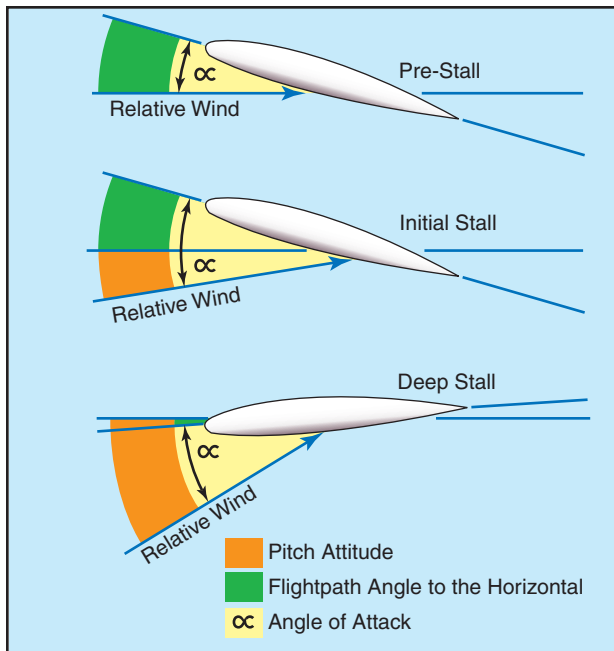 Pre-Stall
∝
Relative Wind
Initial Stall
∝
Relative Wind
Deep Stall
∝
Relative Wind
Pitch Attitude
Flightpath Angle to the Horizontal
∝ Angle of Attack